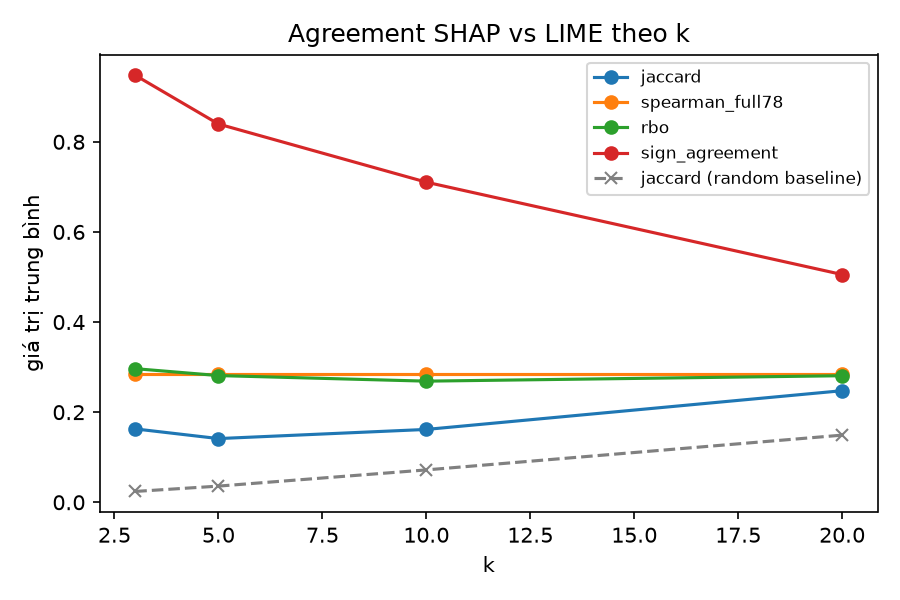 Agreement SHAP vs LIME theo k
jaccard
spearman_full78
rbo
sign_agreement
jaccard (random baseline)
giá trị trung bình
0.8
0.6
0.4
0.2
0.0
2.5 5.0 7.5 10.0 12.5 15.0 17.5 20.0
k